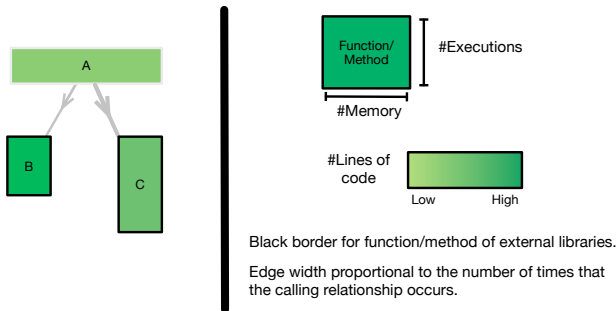 A
B
C
Function/
Method
#Executions
#Memory
#Lines of
code
Low High
Black border for function/method of external libraries.
Edge width proportional to the number of times that
the calling relationship occurs.